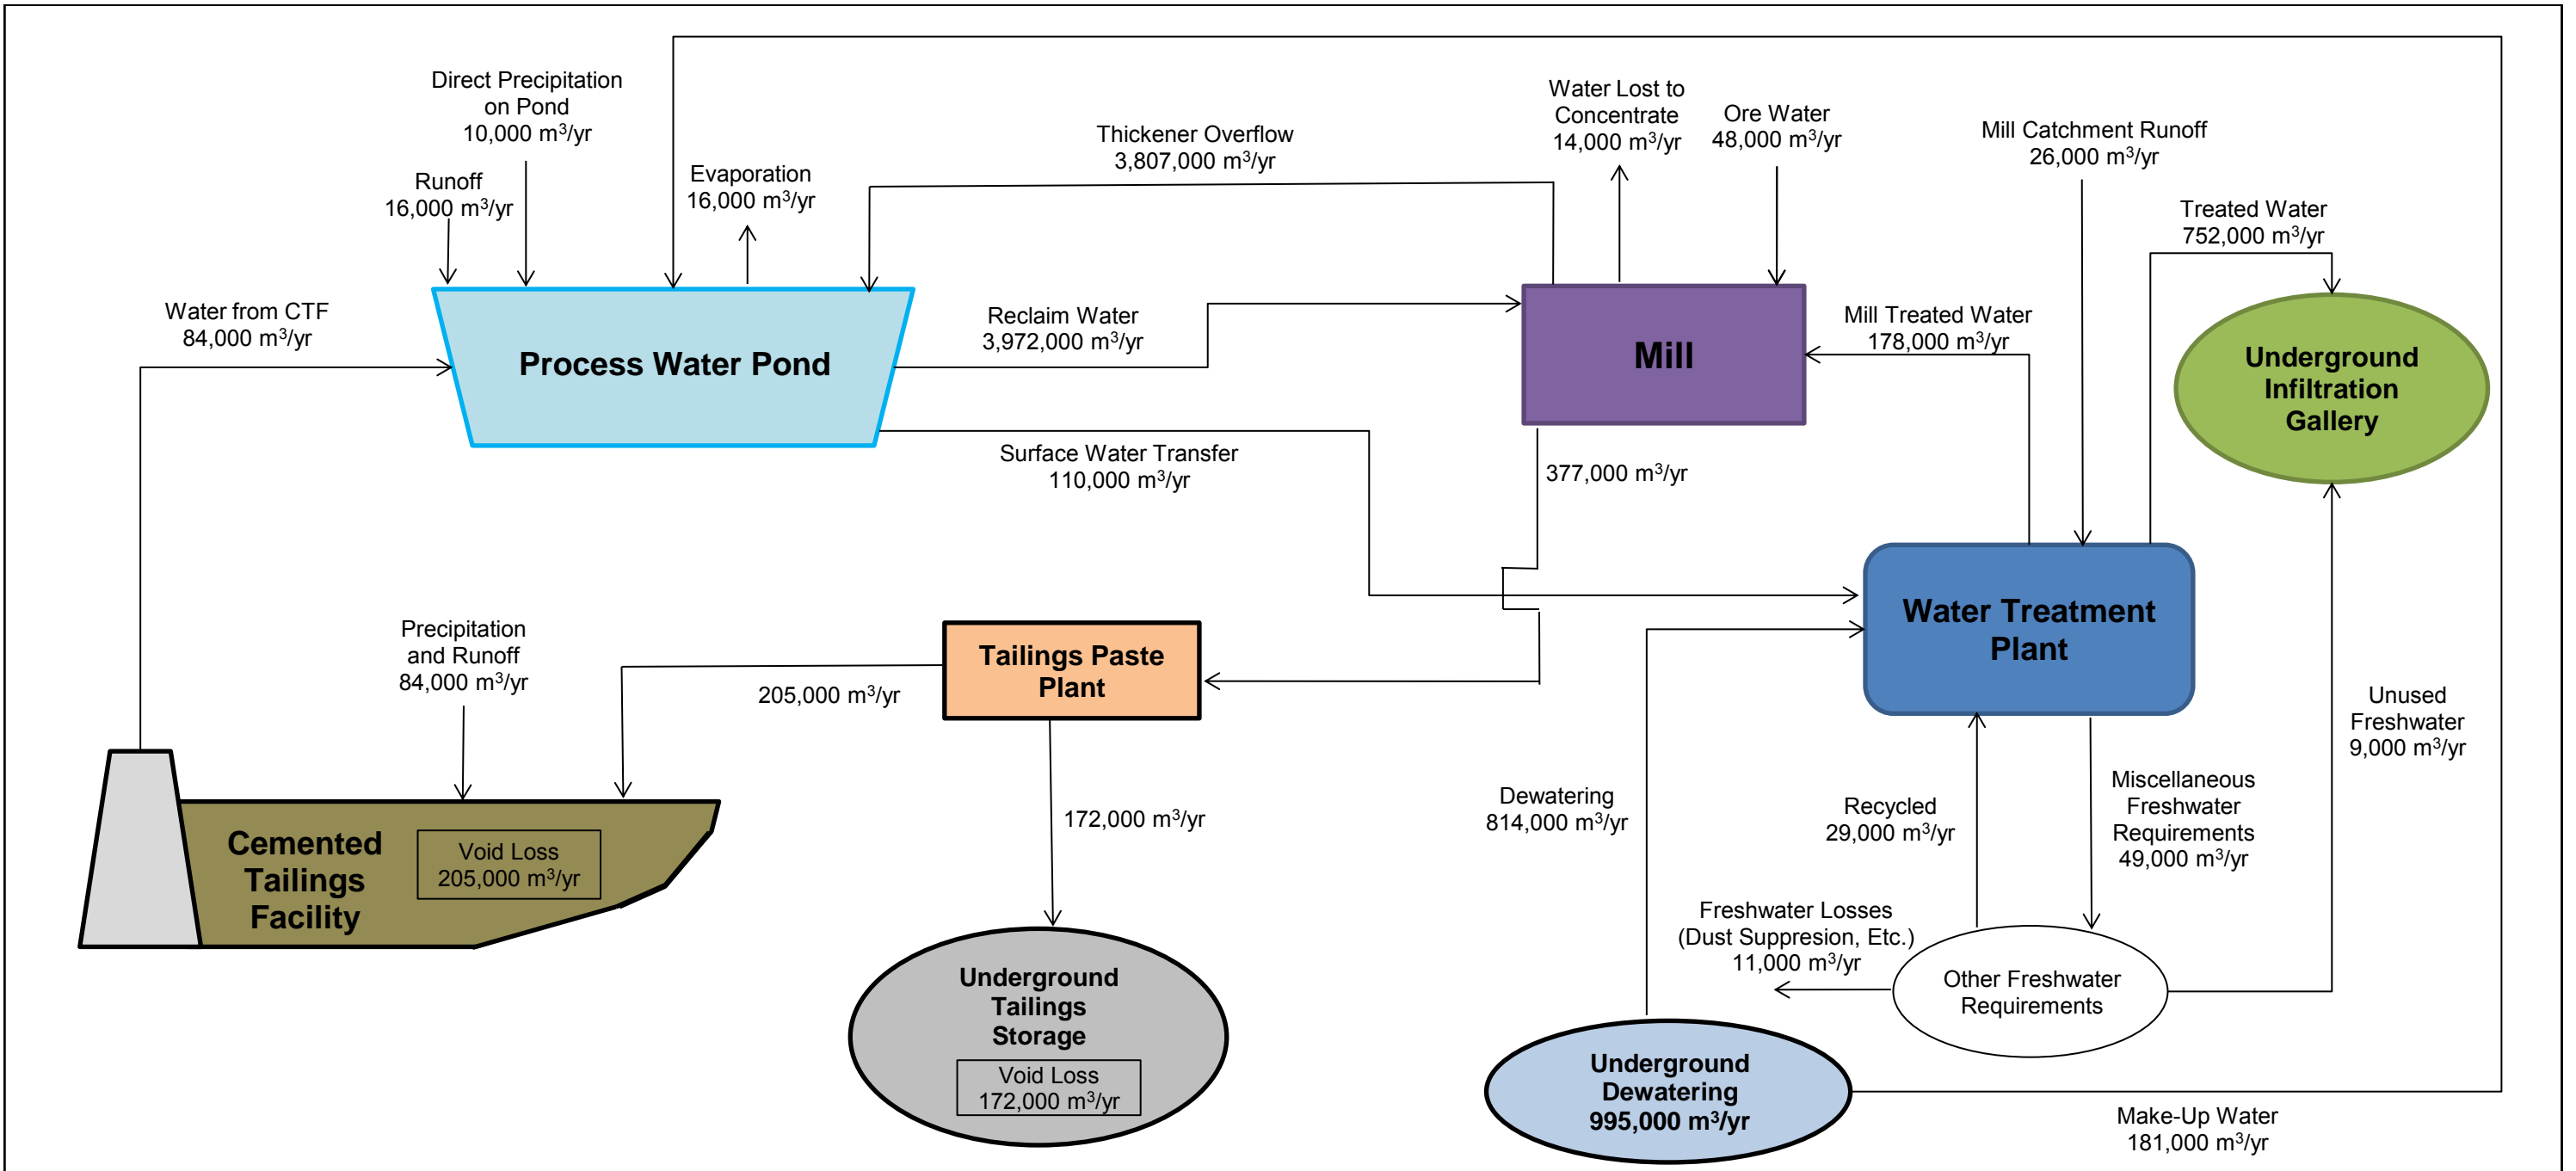 Direct Precipitation
on Pond
10,000 m³/yr
Runoff
16,000 m³/yr
Evaporation
16,000 m³/yr
Thickener Overflow
3,807,000 m³/yr
Water Lost to
Concentrate
14,000 m³/yr
Ore Water
48,000 m³/yr
Mill Catchment Runoff
26,000 m³/yr
Treated Water
752,000 m³/yr
Water from CTF
84,000 m³/yr
Process Water Pond
Reclaim Water
3,972,000 m³/yr
Mill
Mill Treated Water
178,000 m³/yr
Underground
Infiltration
Gallery
Surface Water Transfer
110,000 m³/yr
377,000 m³/yr
Precipitation
and Runoff
84,000 m³/yr
205,000 m³/yr
Tailings Paste
Plant
Water Treatment
Plant
Unused
Freshwater
9,000 m³/yr
Cemented
Tailings
Facility
Void Loss
205,000 m³/yr
172,000 m³/yr
Dewatering
814,000 m³/yr
Recycled
29,000 m³/yr
Miscellaneous
Freshwater
Requirements
49,000 m³/yr
Freshwater Losses
(Dust Suppresion, Etc.)
11,000 m³/yr
Other Freshwater
Requirements
Underground
Tailings
Storage
Void Loss
172,000 m³/yr
Underground
Dewatering
995,000 m³/yr
Make-Up Water
181,000 m³/yr